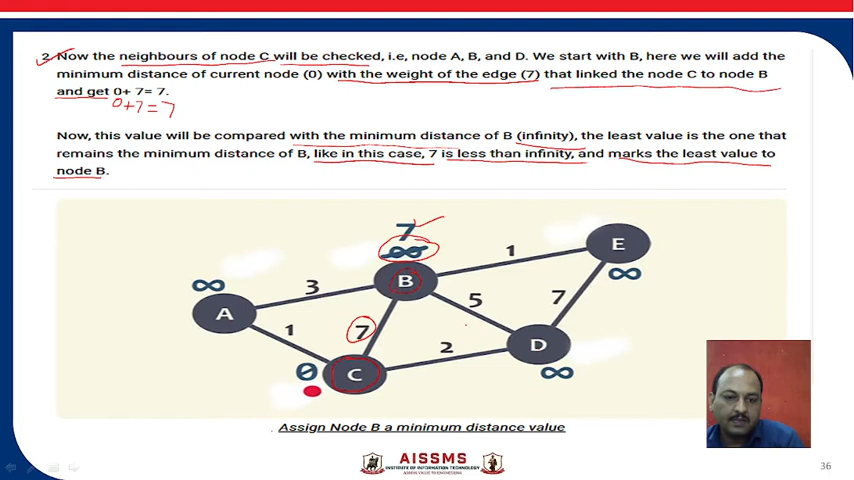 2. Now the neighbours of node C will be checked, i.e, node A, B, and D. We start with B, here we will add the
minimum distance of current node (0) with the weight of the edge (7) that linked the node C to node B
and get 0+ 7= 7.
0+7=7
Now, this value will be compared with the minimum distance of B (infinity), the least value is the one that
remains the minimum distance of B, like in this case, 7 is less than infinity, and marks the least value to
node B.
7
∞
B
1
E
∞
∞
3
5
7
A
1
7
2
D
∞
0
C
Assign Node B a minimum distance value
AISSMS
INSTITUTE OF INFORMATION TECHNOLOGY
ADDING VALUE TO ENGINEERING
36